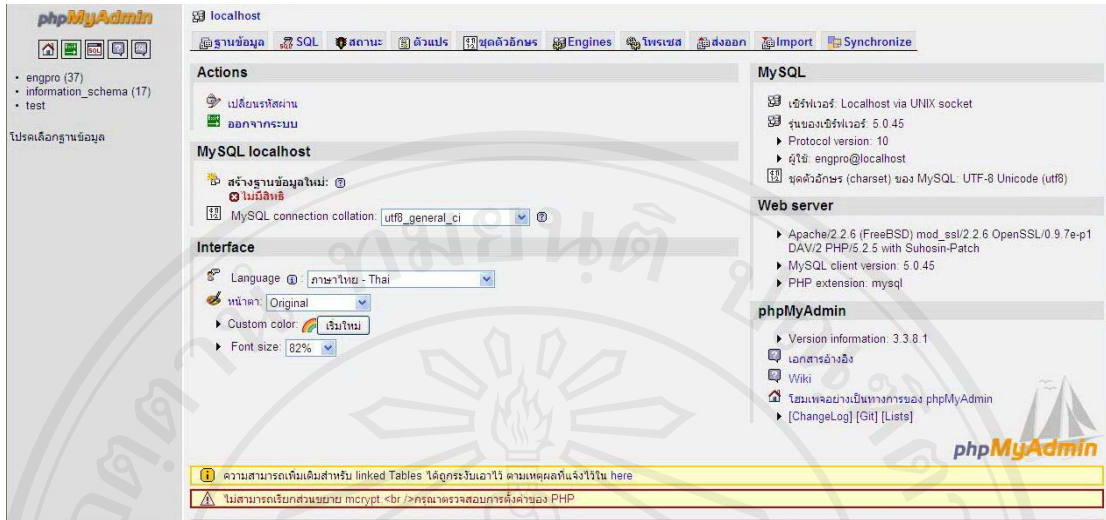 phpMyAdmin
engpro (37)
information_schema (17)
test
โปรดเลือกฐานข้อมูล
localhost
ฐานข้อมูล SQL สถานะ ตัวแปร ชุดตัวอักษร Engines โพรเซส ส่งออก Import Synchronize
Actions
เปลี่ยนรหัสผ่าน
ออกจากระบบ
MySQL localhost
สร้างฐานข้อมูลใหม่:
ไม่มีสิทธิ
MySQL connection collation: utf8_general_ci
Interface
Language : ภาษาไทย - Thai
หน้าตา: Original
Custom color: เริ่มใหม่
Font size: 82%
MySQL
เซิร์ฟเวอร์: Localhost via UNIX socket
รุ่นของเซิร์ฟเวอร์: 5.0.45
Protocol version: 10
ผู้ใช้: engpro@localhost
ชุดตัวอักษร (charset) ของ MySQL: UTF-8 Unicode (utf8)
Web server
Apache/2.2.6 (FreeBSD) mod_ssl/2.2.6 OpenSSL/0.9.7e-p1
DAV/2 PHP/5.2.5 with Suhosin-Patch
MySQL client version: 5.0.45
PHP extension: mysql
phpMyAdmin
Version information: 3.3.8.1
เอกสารอ้างอิง
Wiki
โฮมเพจอย่างเป็นทางการของ phpMyAdmin
[ChangeLog] [Git] [Lists]
phpMyAdmin
ความสามารถเพิ่มเติมสำหรับ linked Tables ได้ถูกระงับเอาไว้ ตามเหตุผลที่แจ้งไว้ใน here
ไม่สามารถเรียกส่วนขยาย mcrypt.<br />กรุณาตรวจสอบการตั้งค่าของ PHP